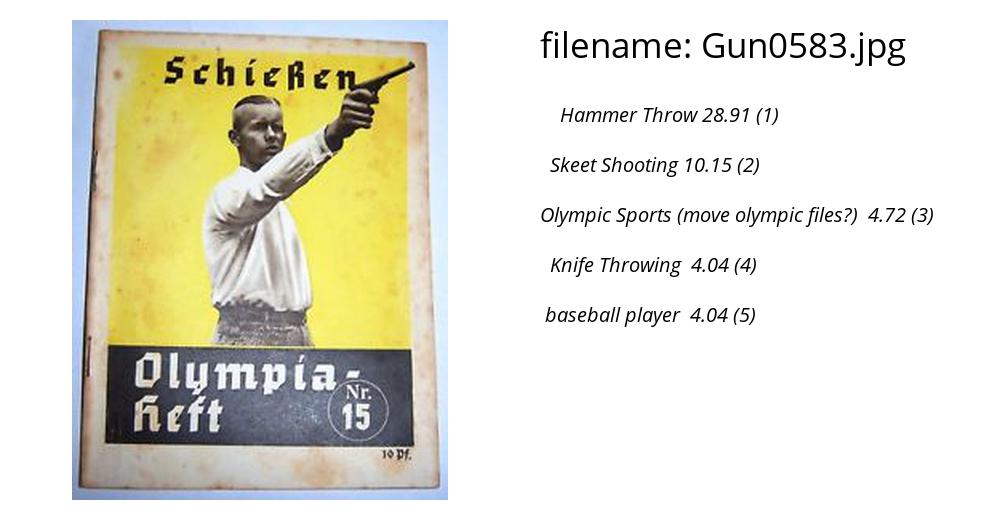 Schießen
Olympia-
Heft
Nr.
15
10 Pf.
filename: Gun0583.jpg
Hammer Throw 28.91 (1)
Skeet Shooting 10.15 (2)
Olympic Sports (move olympic files?) 4.72 (3)
Knife Throwing 4.04 (4)
baseball player 4.04 (5)